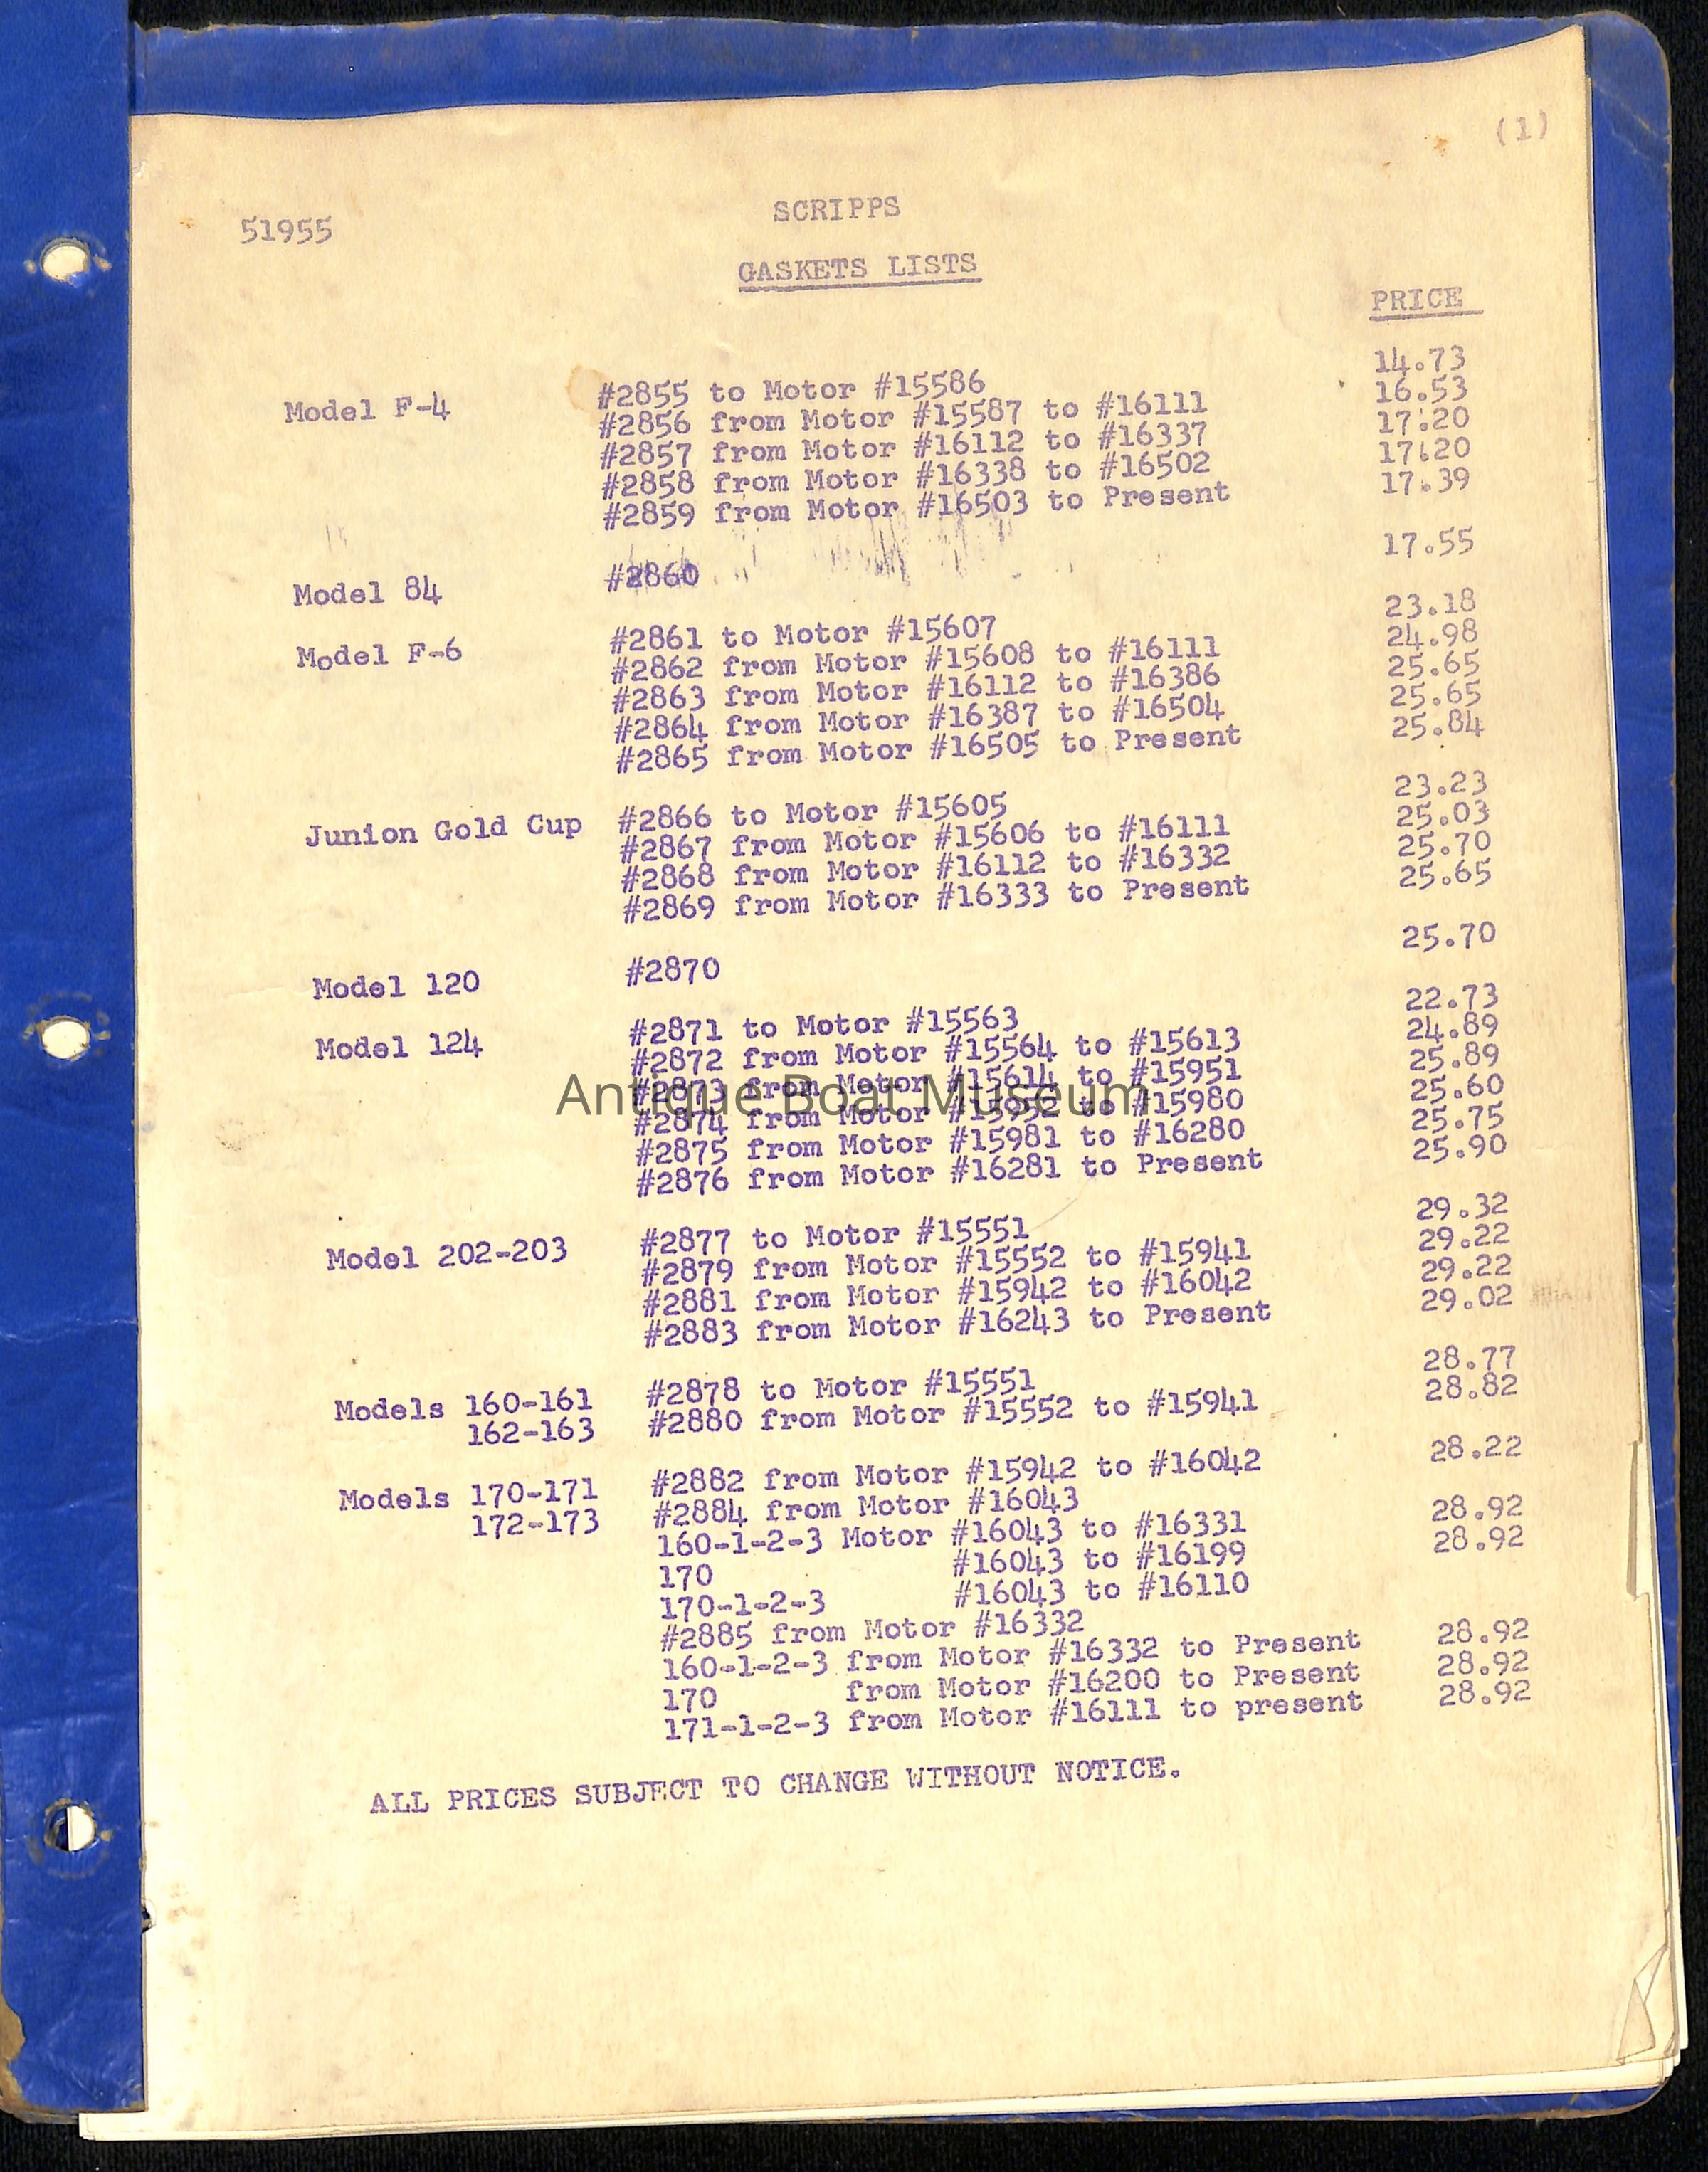 (1)
51955
SCRIPPS
GASKETS LISTS
PRICE
Model F-4 #2855 to Motor #15586 14.73
#2856 from Motor #15587 to #16111 16.53
#2857 from Motor #16112 to #16337 17.20
#2858 from Motor #16338 to #16502 17.20
#2859 from Motor #16503 to Present 17.39
Model 84 #2860 17.55
Model F-6 #2861 to Motor #15607 23.18
#2862 from Motor #15608 to #16111 24.98
#2863 from Motor #16112 to #16386 25.65
#2864 from Motor #16387 to #16504 25.65
#2865 from Motor #16505 to Present 25.84
Junion Gold Cup #2866 to Motor #15605 23.23
#2867 from Motor #15606 to #16111 25.03
#2868 from Motor #16112 to #16332 25.70
#2869 from Motor #16333 to Present 25.65
Model 120 #2870 25.70
Model 124 #2871 to Motor #15563 22.73
#2872 from Motor #15564 to #15613 24.89
#2873 from Motor #15614 to #15951 25.89
#2874 from Motor #15952 to #15980 25.60
#2875 from Motor #15981 to #16280 25.75
#2876 from Motor #16281 to Present 25.90
Antique Boat Museum
Model 202-203 #2877 to Motor #15551 29.32
#2879 from Motor #15552 to #15941 29.22
#2881 from Motor #15942 to #16042 29.22
#2883 from Motor #16243 to Present 29.02
Models 160-161 #2878 to Motor #15551 28.77
162-163 #2880 from Motor #15552 to #15941 28.82
Models 170-171 #2882 from Motor #15942 to #16042 28.22
172-173 #2884 from Motor #16043
160-1-2-3 Motor #16043 to #16331 28.92
170 #16043 to #16199 28.92
170-1-2-3 #16043 to #16110
#2885 from Motor #16332
160-1-2-3 from Motor #16332 to Present 28.92
170 from Motor #16200 to Present 28.92
171-1-2-3 from Motor #16111 to present 28.92
ALL PRICES SUBJECT TO CHANGE WITHOUT NOTICE.